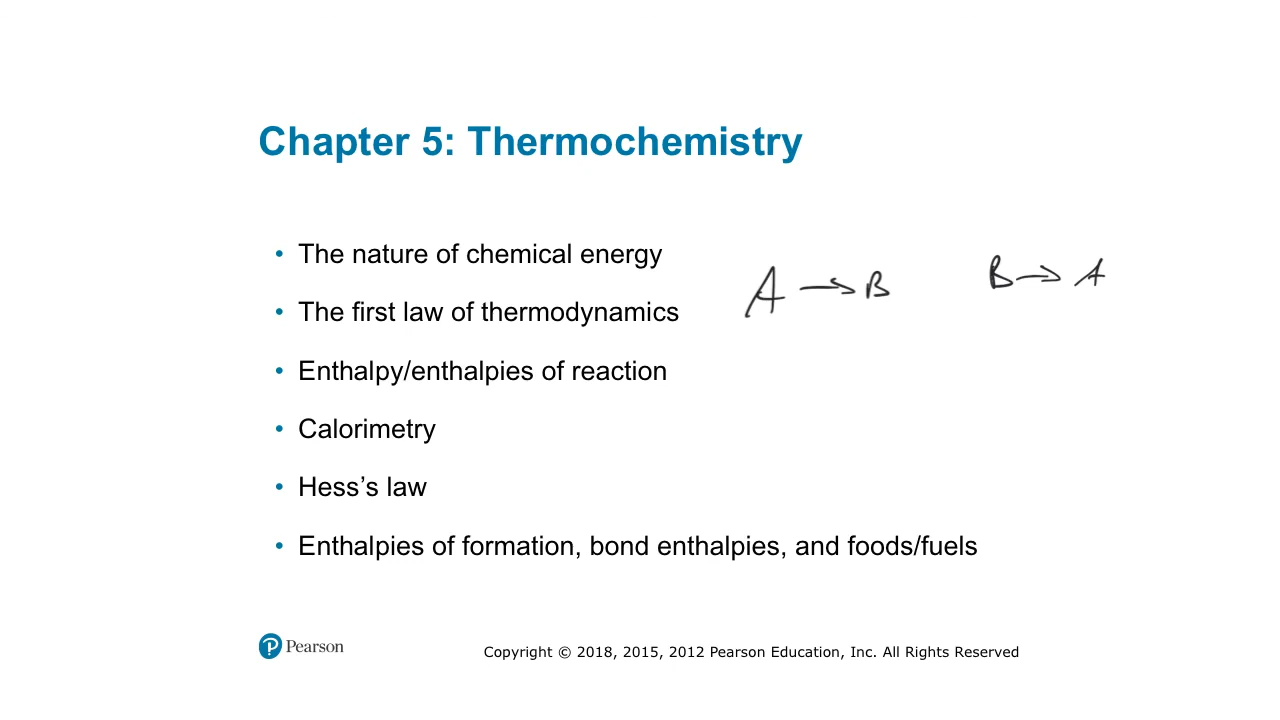 Chapter 5: Thermochemistry
• The nature of chemical energy
A → B
B → A
• The first law of thermodynamics
• Enthalpy/enthalpies of reaction
• Calorimetry
• Hess’s law
• Enthalpies of formation, bond enthalpies, and foods/fuels
Pearson
Copyright © 2018, 2015, 2012 Pearson Education, Inc. All Rights Reserved